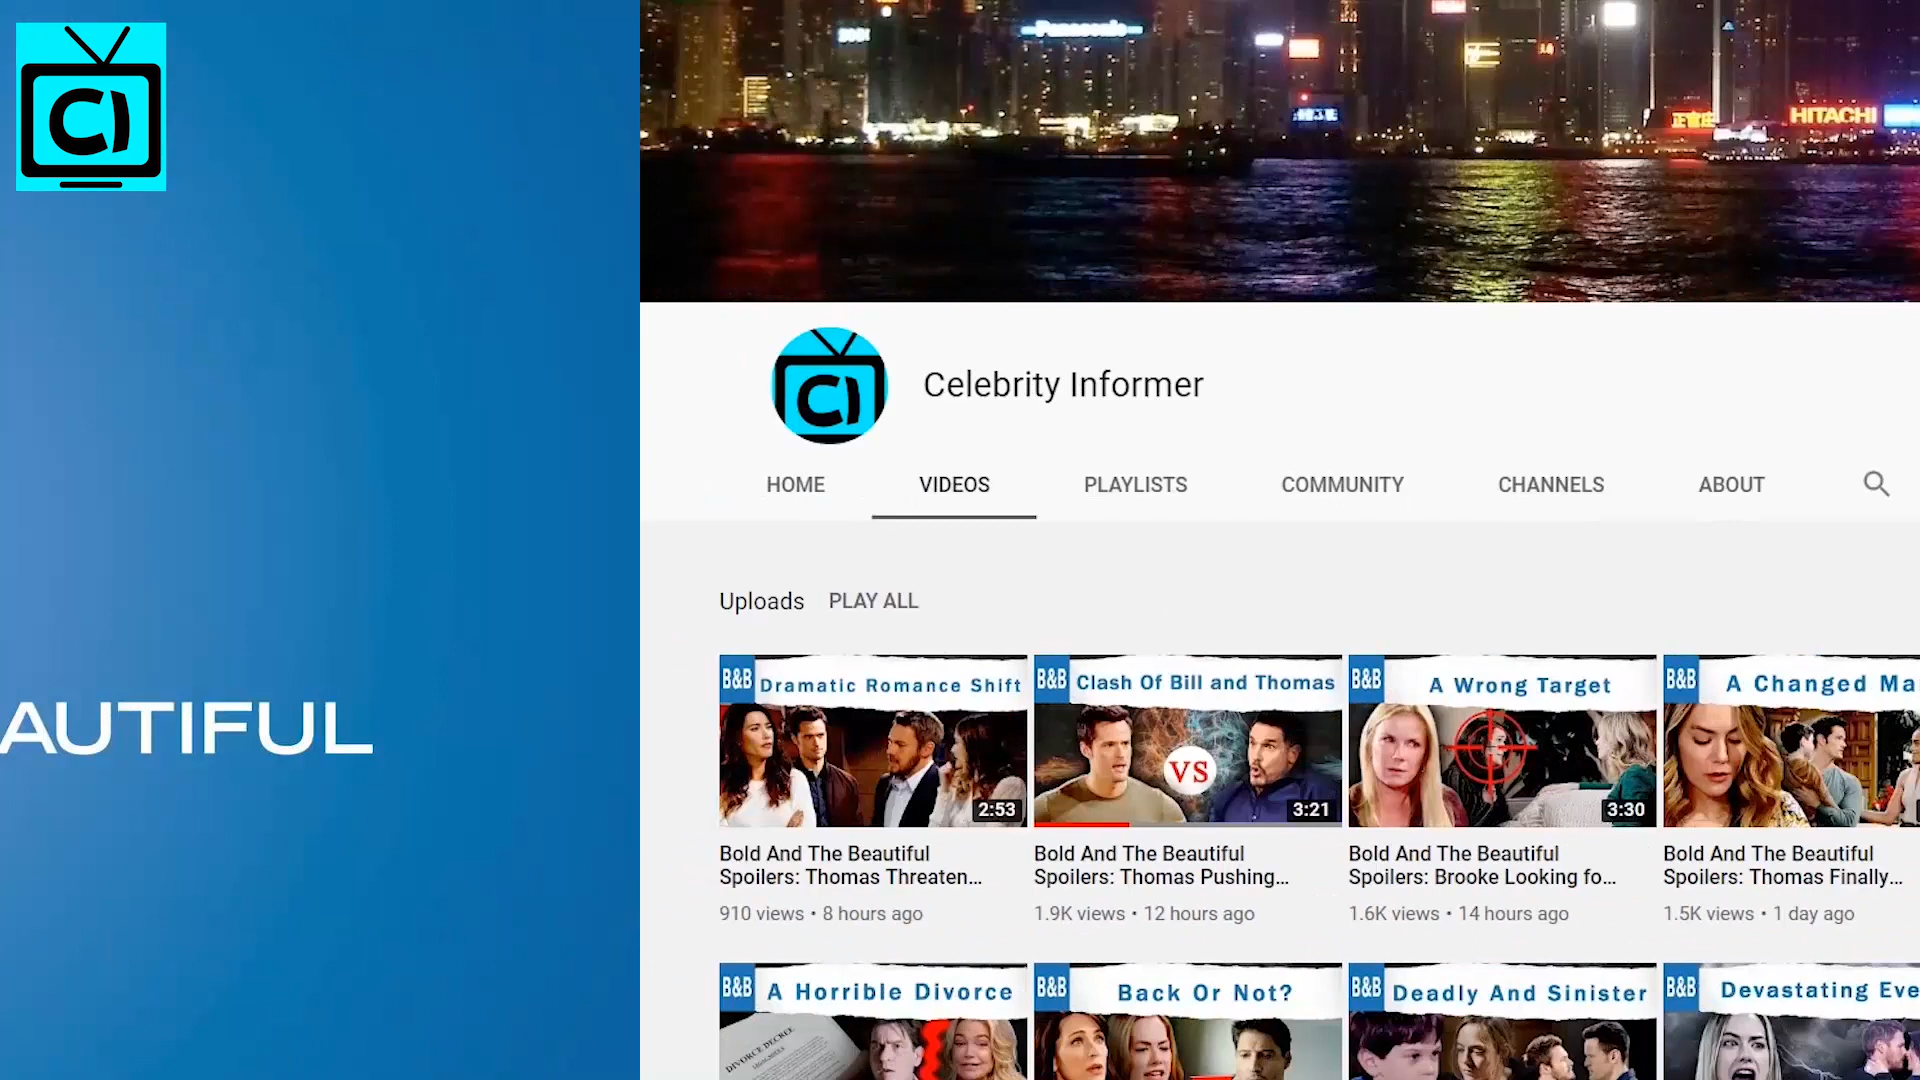 CI
AUTIFUL
Panasonic
HITACHI
CI
Celebrity Informer
HOME
VIDEOS
PLAYLISTS
COMMUNITY
CHANNELS
ABOUT
Uploads
PLAY ALL
B&B
Dramatic Romance Shift
2:53
B&B
Clash Of Bill and Thomas
VS
3:21
B&B
A Wrong Target
3:30
B&B
A Changed Ma
Bold And The Beautiful
Spoilers: Thomas Threaten...
910 views • 8 hours ago
Bold And The Beautiful
Spoilers: Thomas Pushing...
1.9K views • 12 hours ago
Bold And The Beautiful
Spoilers: Brooke Looking fo...
1.6K views • 14 hours ago
Bold And The Beautiful
Spoilers: Thomas Finally...
1.5K views • 1 day ago
B&B
A Horrible Divorce
DIVORCE DECREE
B&B
Back Or Not?
B&B
Deadly And Sinister
B&B
Devastating Eve